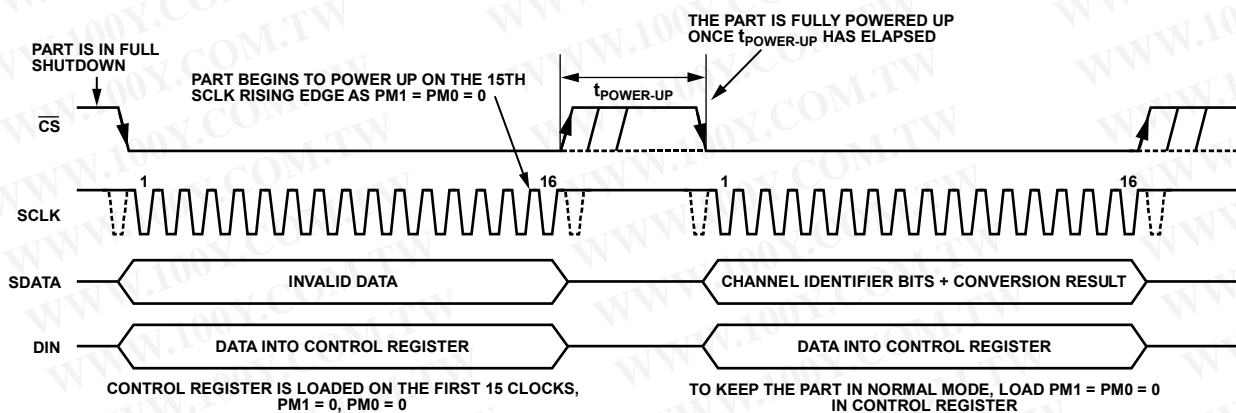 PART IS IN FULL
SHUTDOWN
PART BEGINS TO POWER UP ON THE 15TH
SCLK RISING EDGE AS PM1 = PM0 = 0
tPOWER-UP
THE PART IS FULLY POWERED UP
ONCE tPOWER-UP HAS ELAPSED
CS
SCLK
1
16
1
16
SDATA
INVALID DATA
CHANNEL IDENTIFIER BITS + CONVERSION RESULT
DIN
DATA INTO CONTROL REGISTER
DATA INTO CONTROL REGISTER
CONTROL REGISTER IS LOADED ON THE FIRST 15 CLOCKS,
PM1 = 0, PM0 = 0
TO KEEP THE PART IN NORMAL MODE, LOAD PM1 = PM0 = 0
IN CONTROL REGISTER
WWW.100Y.COM.TW